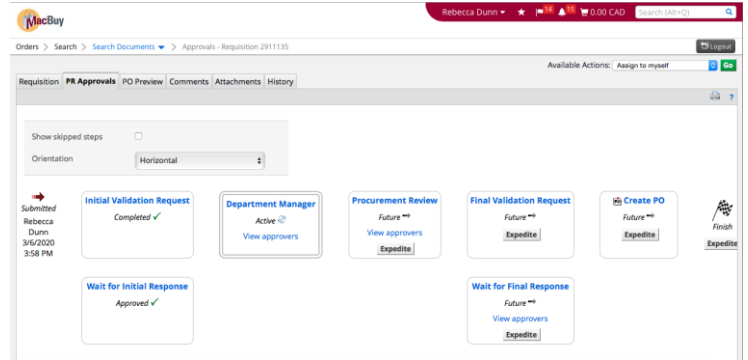 MacBuy
Rebecca Dunn ★ 14 15 0.00 CAD Search (Alt+Q)
Orders > Search > Search Documents > Approvals - Requisition 2911135
Logout
Available Actions: Assign to myself Go
Requisition PR Approvals PO Preview Comments Attachments History
?
Show skipped steps
Orientation Horizontal
Submitted
Rebecca
Dunn
3/6/2020
3:58 PM
Initial Validation Request
Completed ✓
Department Manager
Active
View approvers
Procurement Review
Future
View approvers
Expedite
Final Validation Request
Future
Expedite
Create PO
Future
Expedite
Finish
Expedite
Wait for Initial Response
Approved ✓
Wait for Final Response
Future
View approvers
Expedite